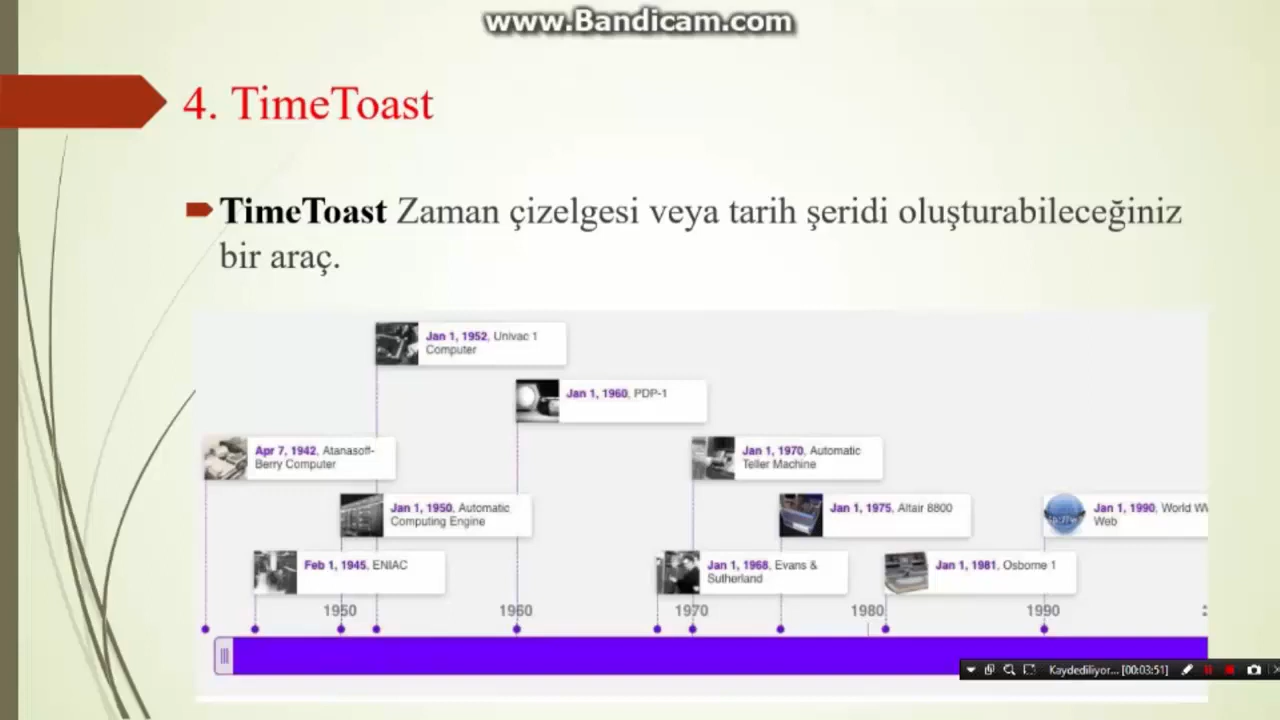 www.Bandicam.com
4. TimeToast
TimeToast Zaman çizelgesi veya tarih şeridi oluşturabileceğiniz
bir araç.
Jan 1, 1952, Univac 1
Computer
Jan 1, 1960, PDP-1
Apr 7, 1942, Atanasoff-
Berry Computer
Jan 1, 1970, Automatic
Teller Machine
Jan 1, 1950, Automatic
Computing Engine
Jan 1, 1975, Altair 8800
Jan 1, 1990, World
Web
Feb 1, 1945, ENIAC
Jan 1, 1968, Evans &
Sutherland
Jan 1, 1981, Osborne 1
1950 1960 1970 1980 1990
Kaydediliyor... [00:03:51]